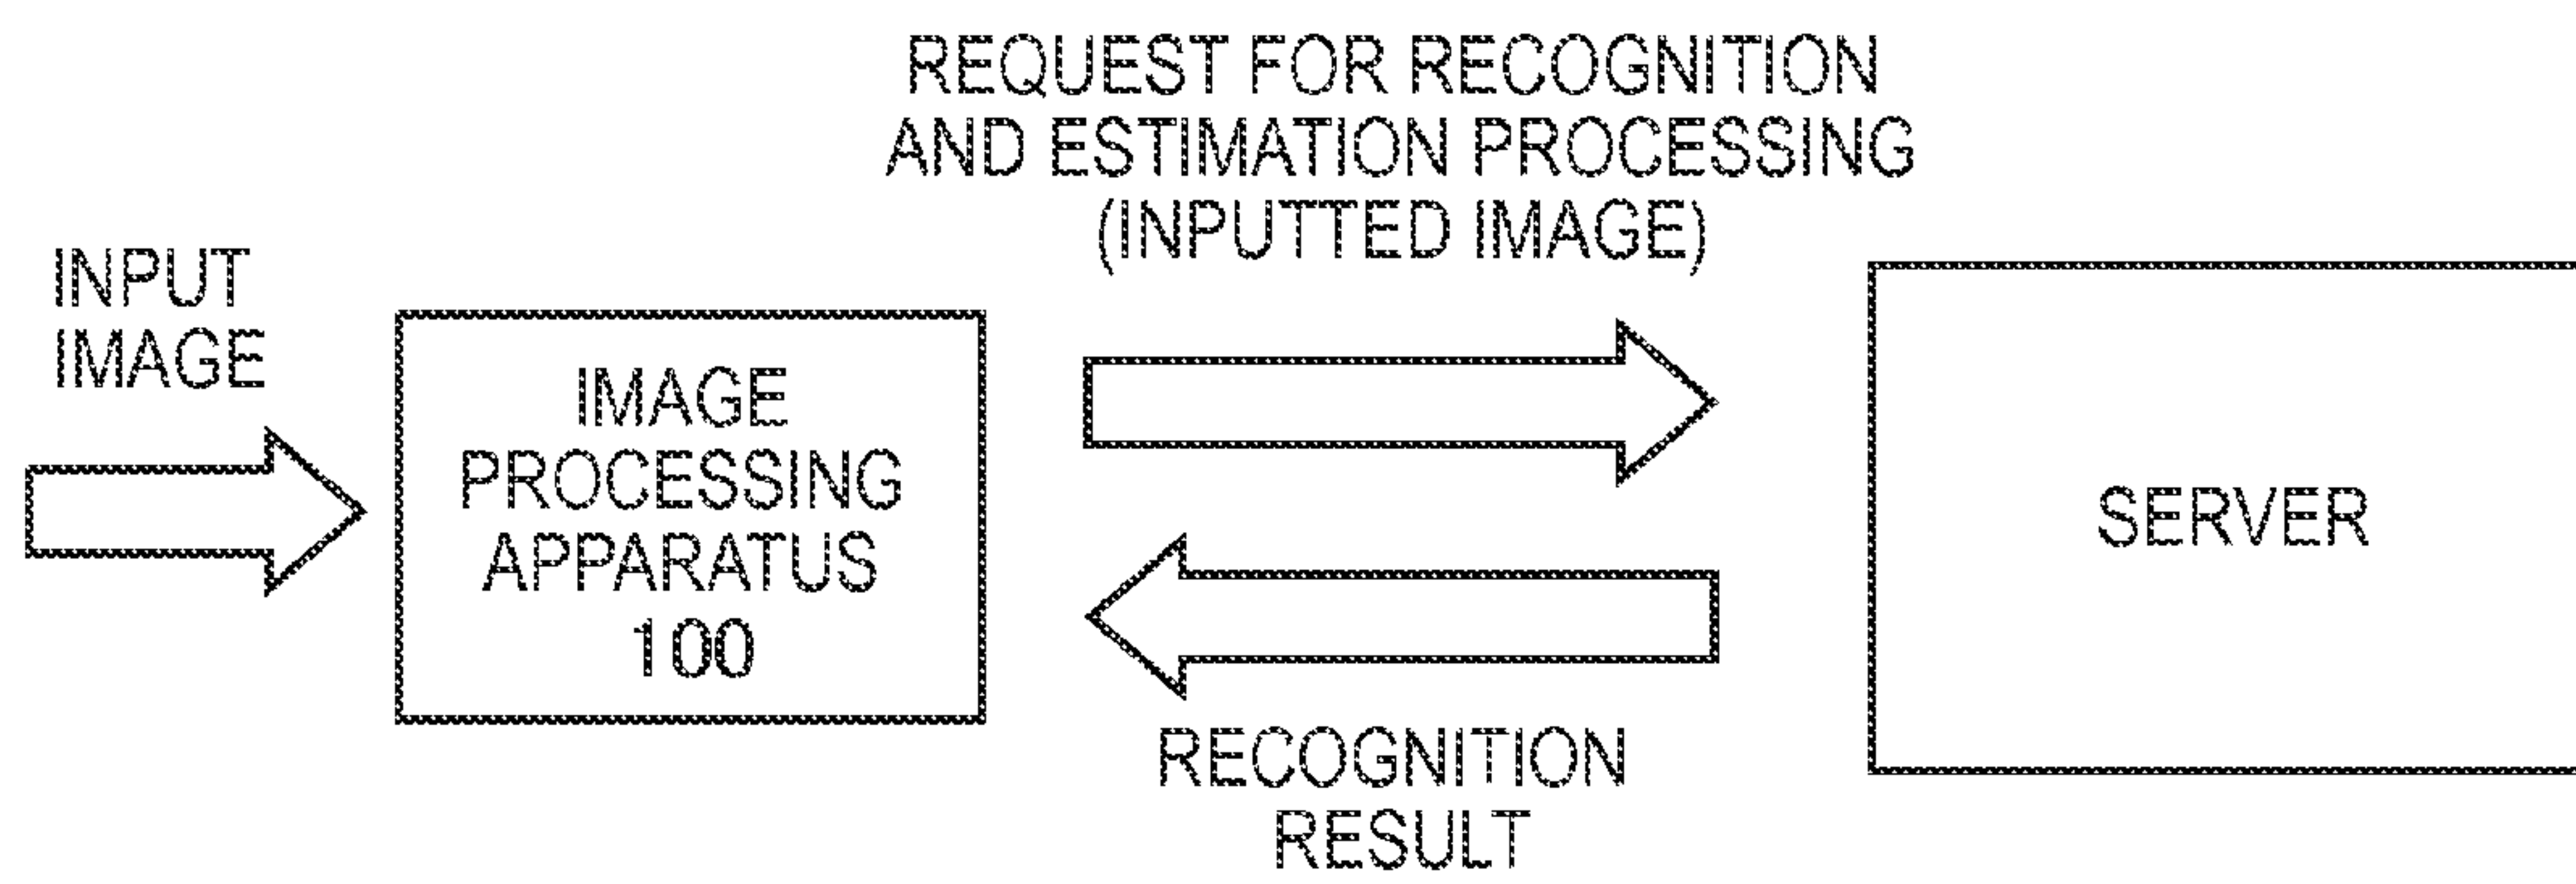 REQUEST FOR RECOGNITION
AND ESTIMATION PROCESSING
(INPUTTED IMAGE)
INPUT
IMAGE
IMAGE
PROCESSING
APPARATUS
100
SERVER
RECOGNITION
RESULT